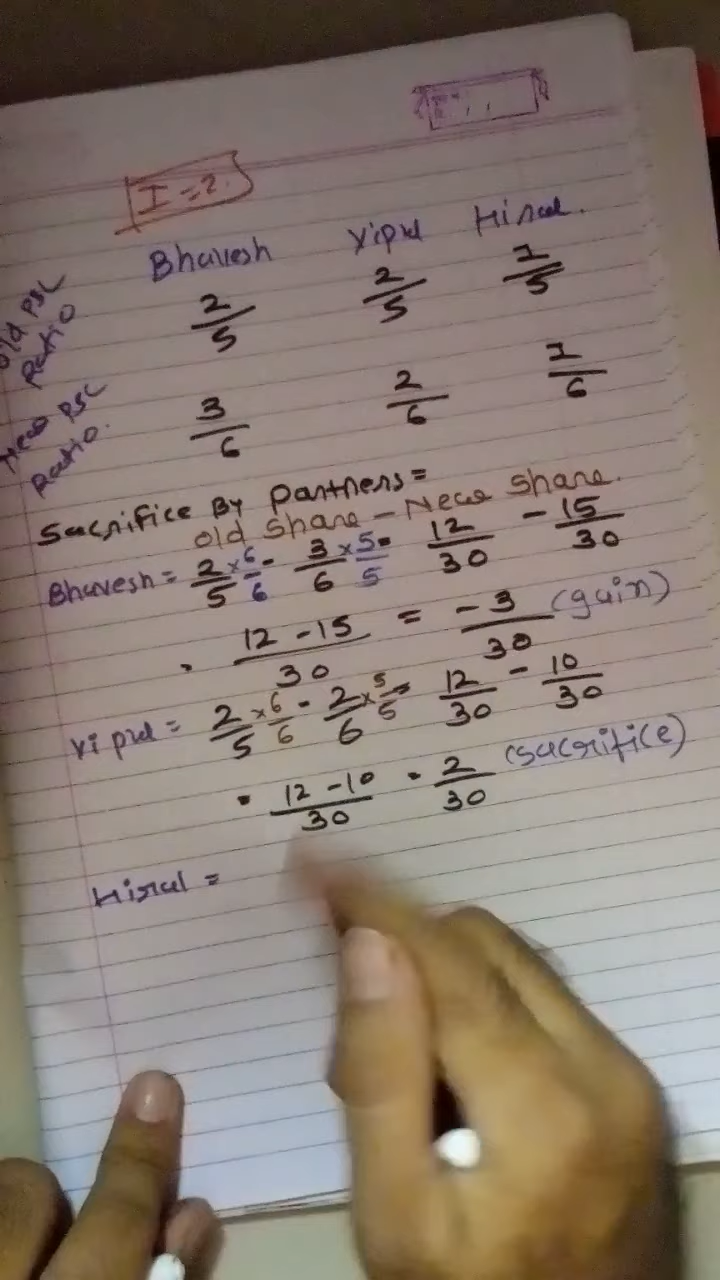 I = 2.
Bhavesh Vipul Hiral.
Old PSR Ratio 2/5 2/5 1/5
New PSR Ratio. 3/6 2/6 1/6
Sacrifice By Partners =
Old Share - New Share.
Bhavesh = 2/5 × 6/6 - 3/6 × 5/5 = 12/30 - 15/30
= 12 - 15/30 = -3/30 (gain)
Vipul = 2/5 × 6/6 - 2/6 × 5/5 = 12/30 - 10/30
= 12 - 10/30 = 2/30 (sacrifice)
Hiral =